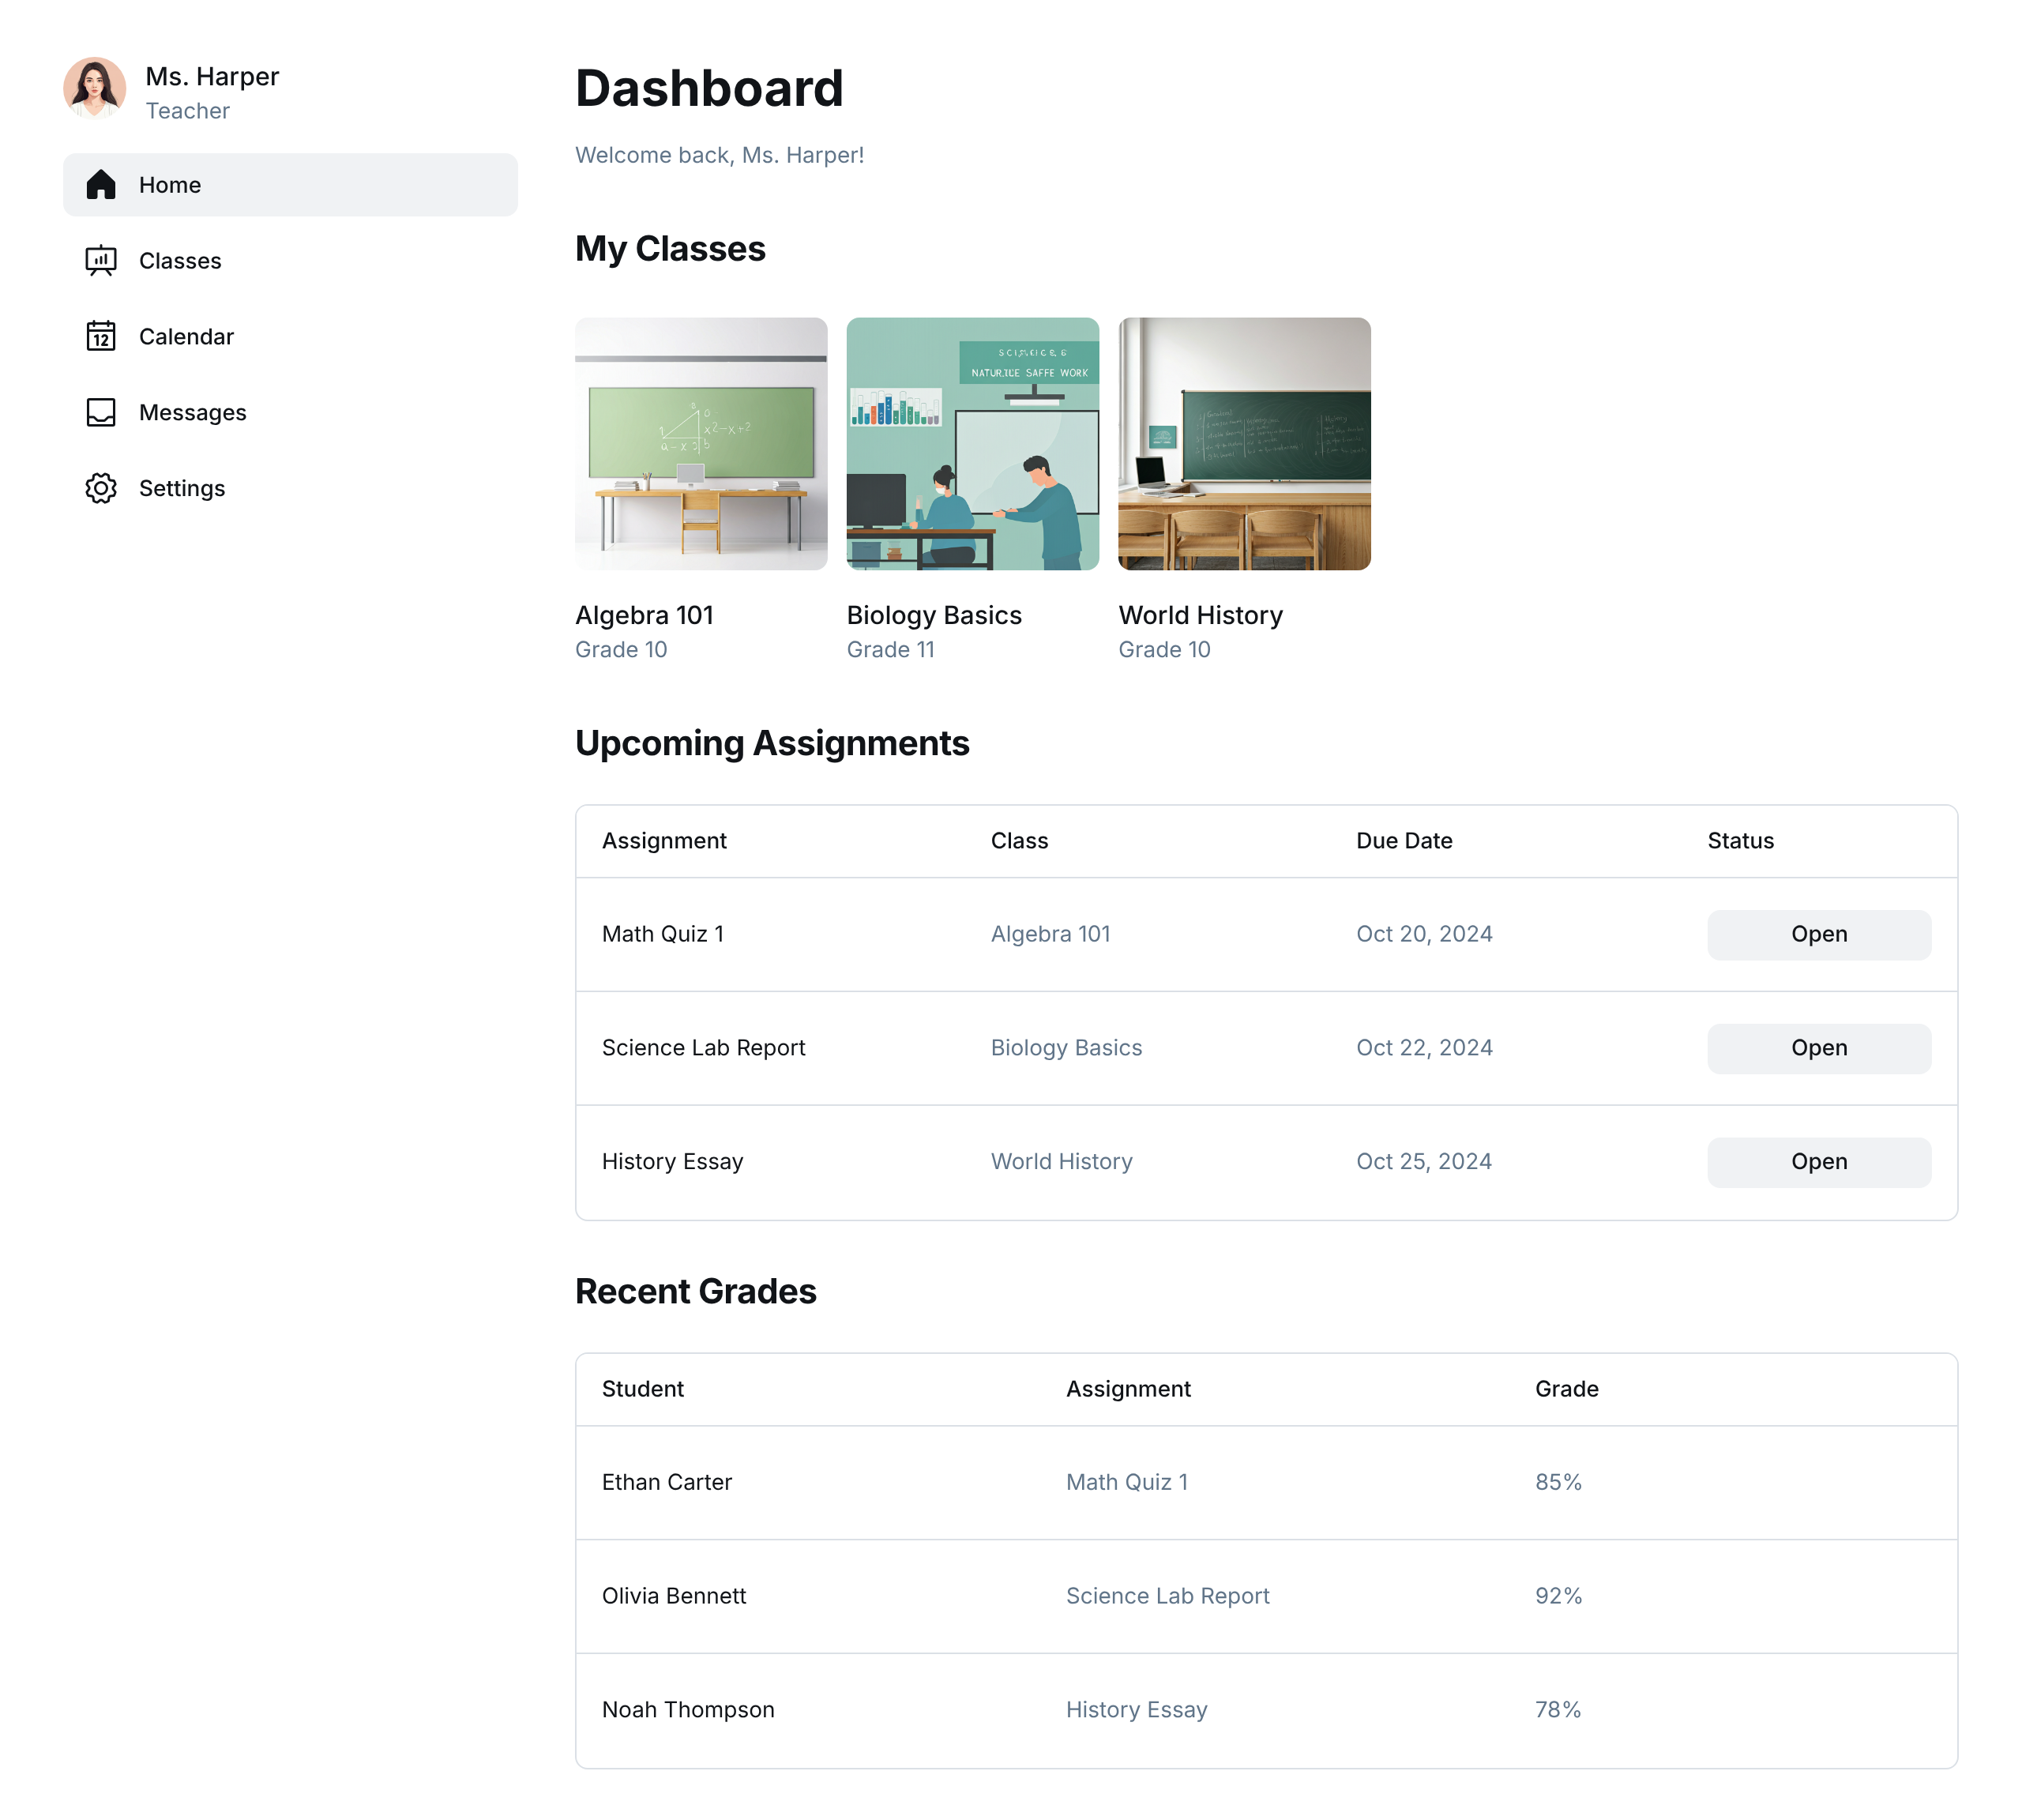 Ms. Harper
Teacher
Home
Classes
12
Calendar
Messages
Settings
Dashboard
Welcome back, Ms. Harper!
My Classes
NATURILE SAFFE WORK
Algebra 101
Grade 10
Biology Basics
Grade 11
World History
Grade 10
Upcoming Assignments
Assignment Class Due Date Status
Math Quiz 1 Algebra 101 Oct 20, 2024 Open
Science Lab Report Biology Basics Oct 22, 2024 Open
History Essay World History Oct 25, 2024 Open
Recent Grades
Student Assignment Grade
Ethan Carter Math Quiz 1 85%
Olivia Bennett Science Lab Report 92%
Noah Thompson History Essay 78%